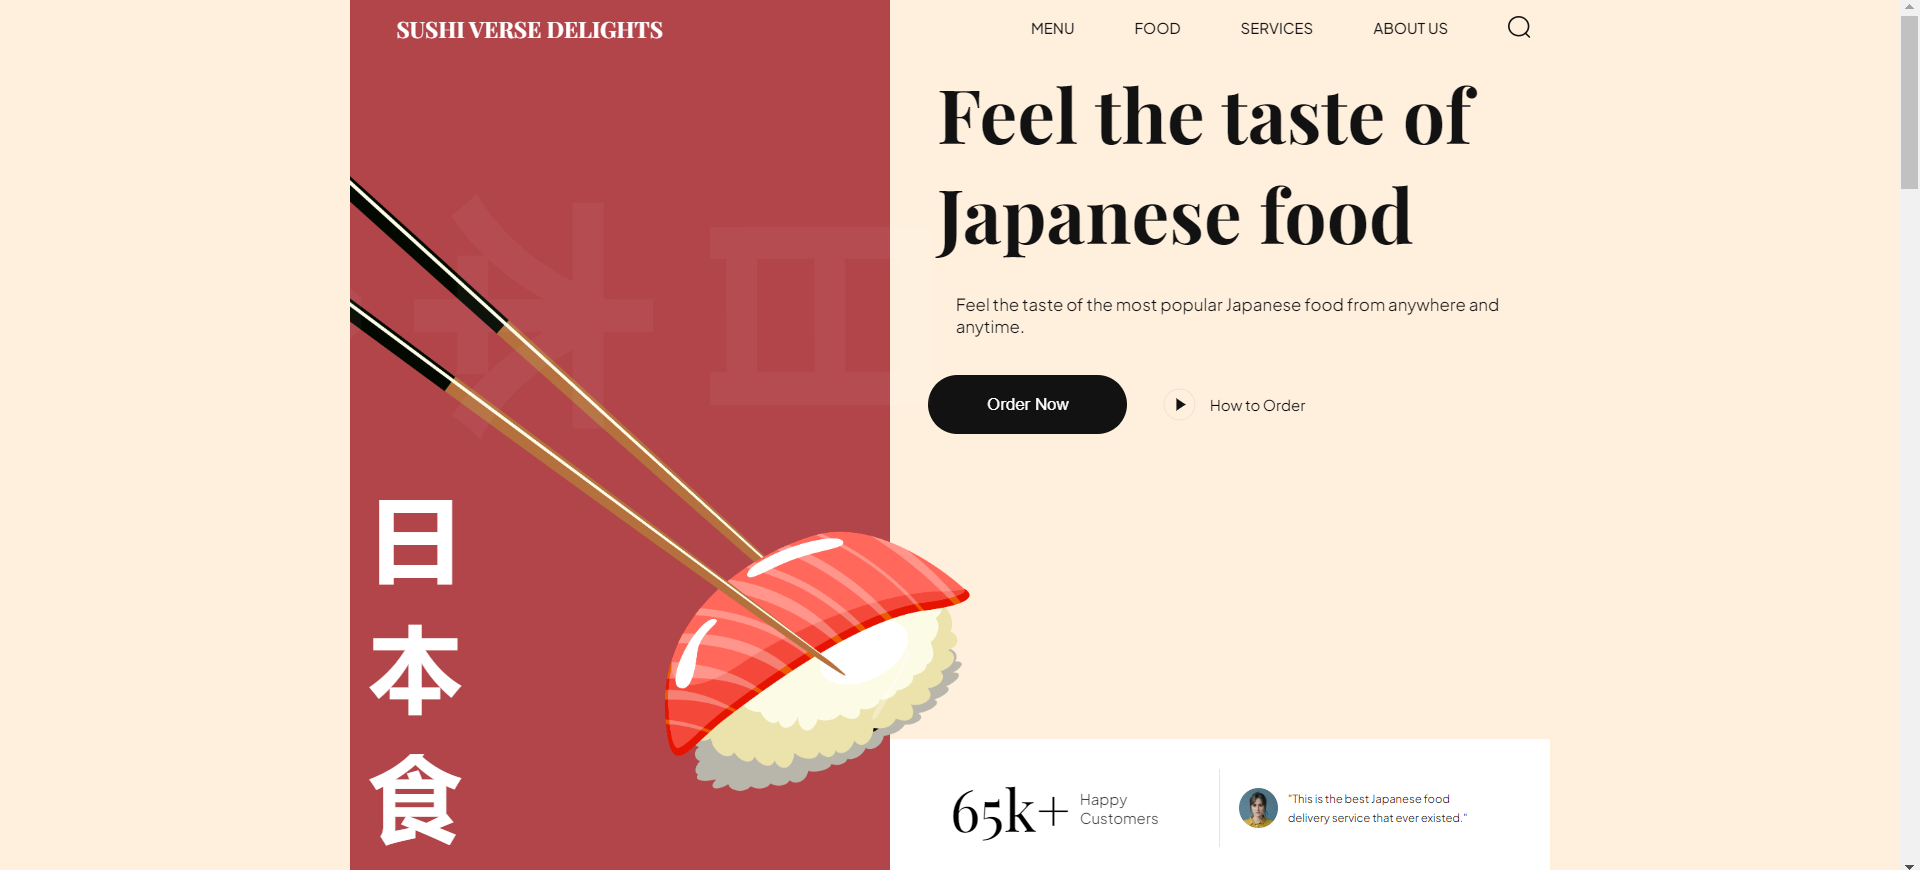 SUSHI VERSE DELIGHTS
MENU
FOOD
SERVICES
ABOUT US
Feel the taste of
Japanese food
Feel the taste of the most popular Japanese food from anywhere and
anytime.
Order Now
How to Order
日
本
食
65k+
Happy
Customers
"This is the best Japanese food
delivery service that ever existed."